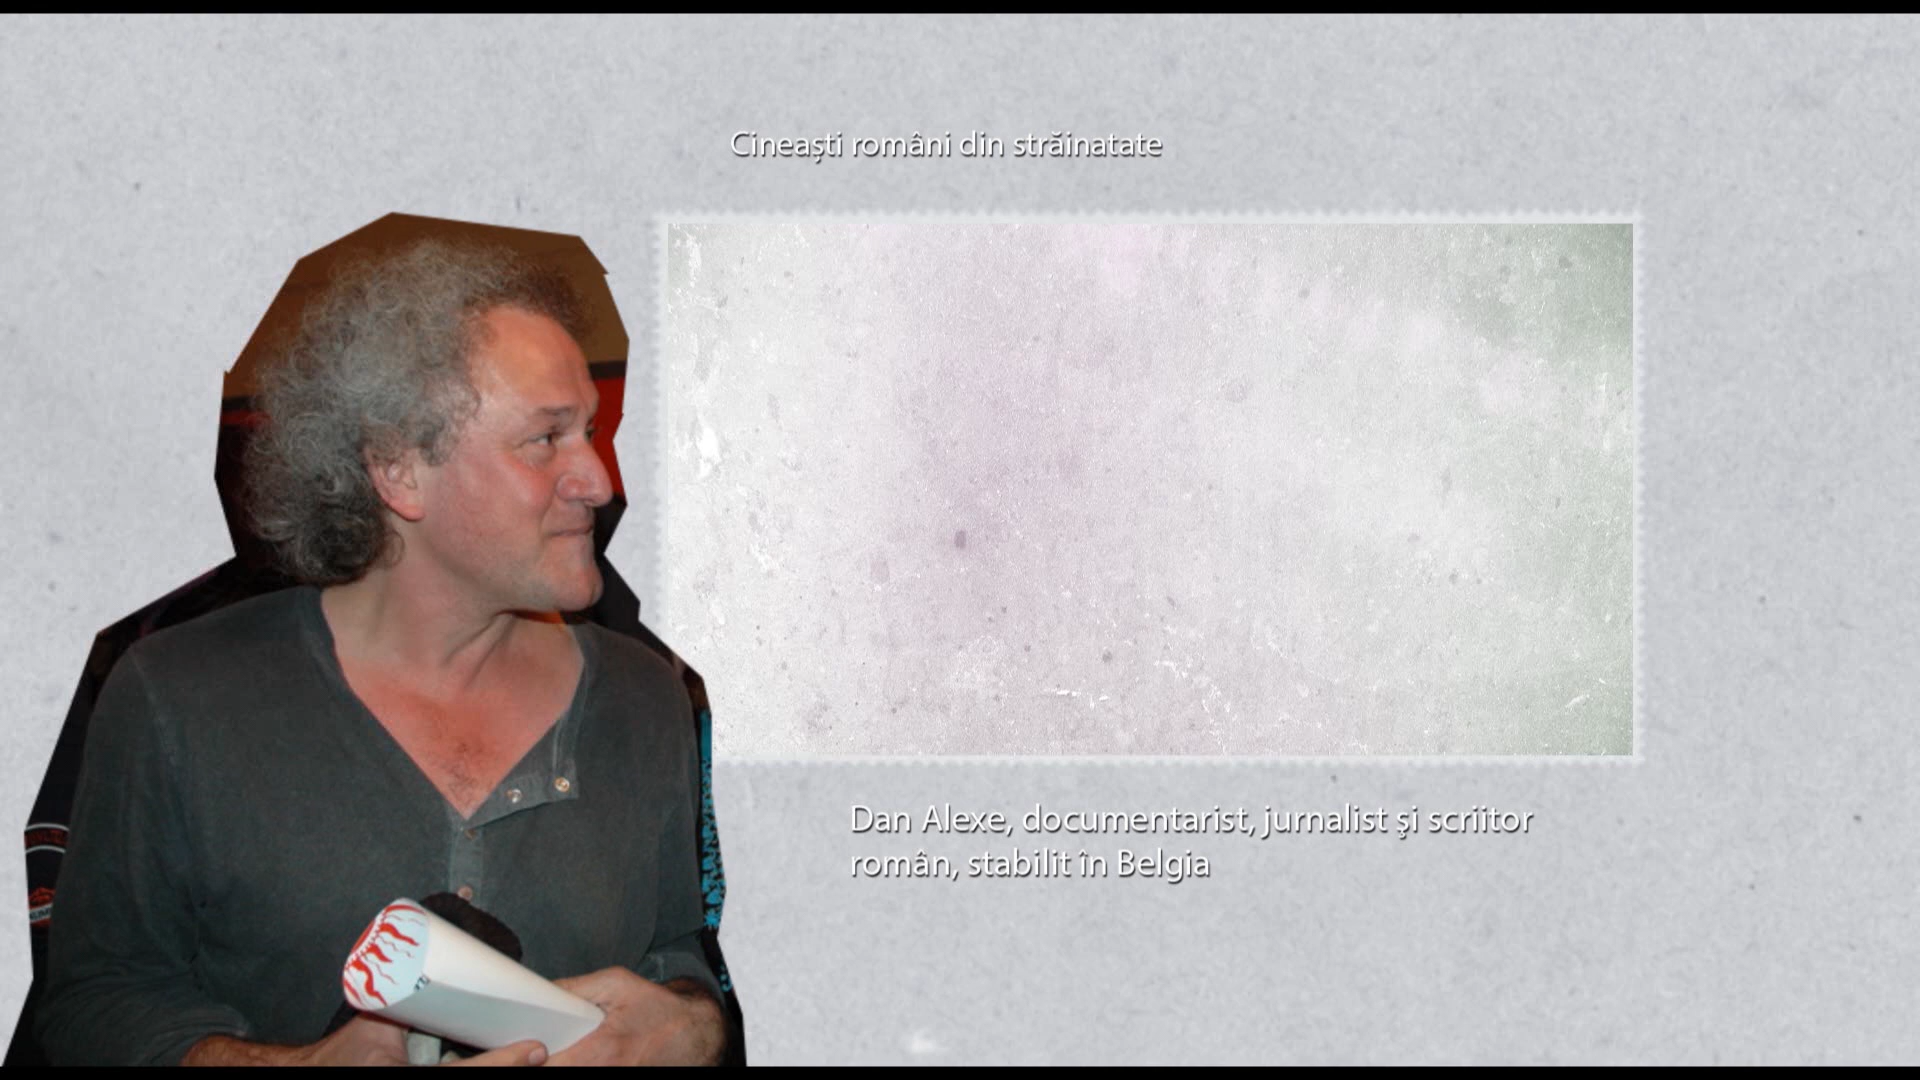 Cineaști români din străinatate
Dan Alexe, documentarist, jurnalist şi scriitor
român, stabilit în Belgia